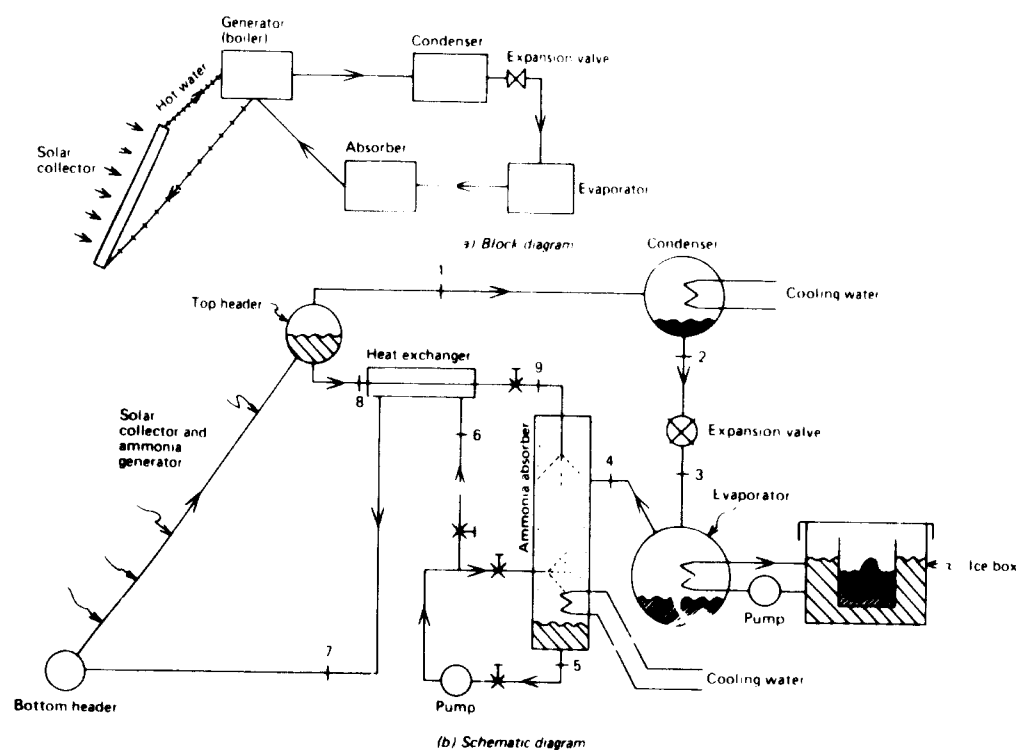 Generator
(boiler)
Condenser
Expansion valve
Hot water
Solar
collector
Absorber
Evaporator
a) Block diagram
Condenser
1
Cooling water
Top header
Heat exchanger
9
2
8
Solar
collector and
ammonia
generator
6
Expansion valve
4
3
Ammonia absorber
Evaporator
Ice box
Pump
7
5
Cooling water
Bottom header
Pump
(b) Schematic diagram